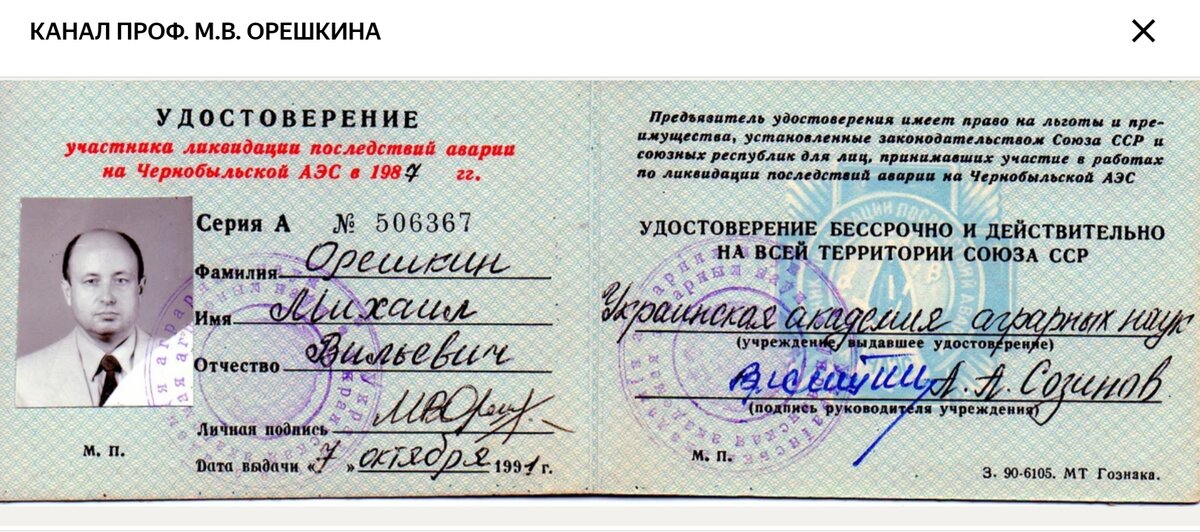 КАНАЛ ПРОФ. М.В. ОРЕШКИНА
УДОСТОВЕРЕНИЕ
участника ликвидации последствий аварии
на Чернобыльской АЭС в 1987 гг.
Серия А № 506367
Фамилия Орешкин
Имя Михаил
Отчество Вильевич
Личная подпись
М. П.
Дата выдачи «7» октября 1991 г.
Предъявитель удостоверения имеет право на льготы и пре-
имущества, установленные законодательством Союза ССР и
союзных республик для лиц, принимавших участие в работах
по ликвидации последствий аварии на Чернобыльской АЭС
УДОСТОВЕРЕНИЕ БЕССРОЧНО И ДЕЙСТВИТЕЛЬНО
НА ВСЕЙ ТЕРРИТОРИИ СОЮЗА ССР
Украинская академия аграрных наук
(учреждение, выдавшее удостоверение)
А. А. Созинов
(подпись руководителя учреждения)
М. П.
З. 90-6105. МТ Гознака.